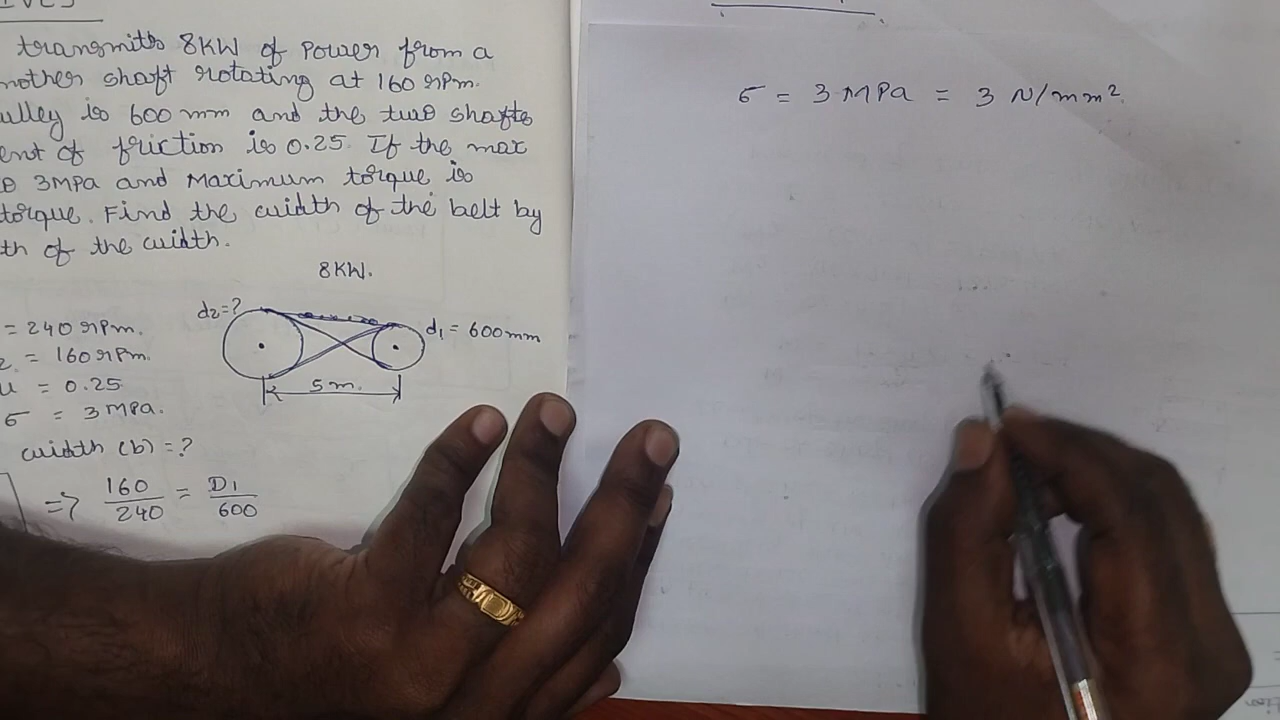 transmits 8KW of Power from a
nother shaft rotating at 160 rpm.
ulley is 600 mm and the two shafts
ent of friction is 0.25. If the max
3MPa and Maximum torque is
torque. Find the width of the belt by
th of the width.
8KW.
d2=?
d1 = 600mm
5m.
= 240 rpm.
2 = 160 rpm.
μ = 0.25
σ = 3 MPa.
width (b) = ?
=> 160/240 = D1/600
σ = 3 MPa = 3 N/mm²